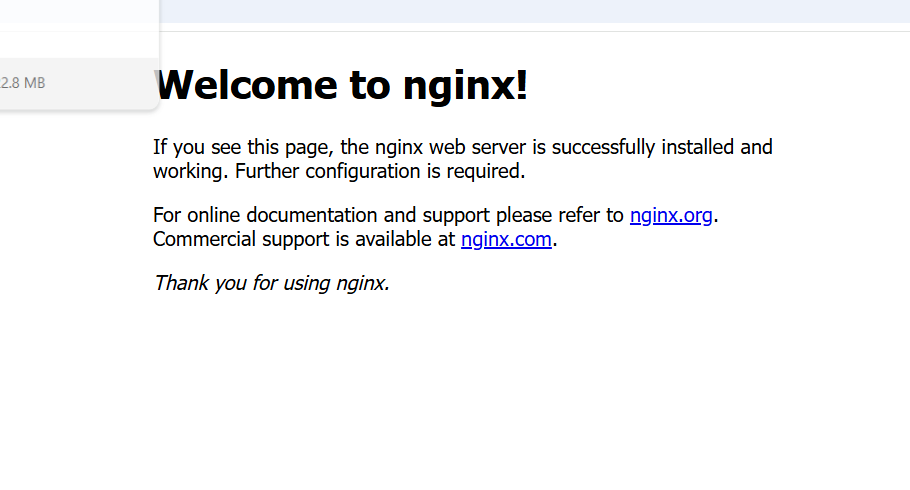 2.8 MB
Welcome to nginx!
If you see this page, the nginx web server is successfully installed and
working. Further configuration is required.
For online documentation and support please refer to nginx.org.
Commercial support is available at nginx.com.
Thank you for using nginx.